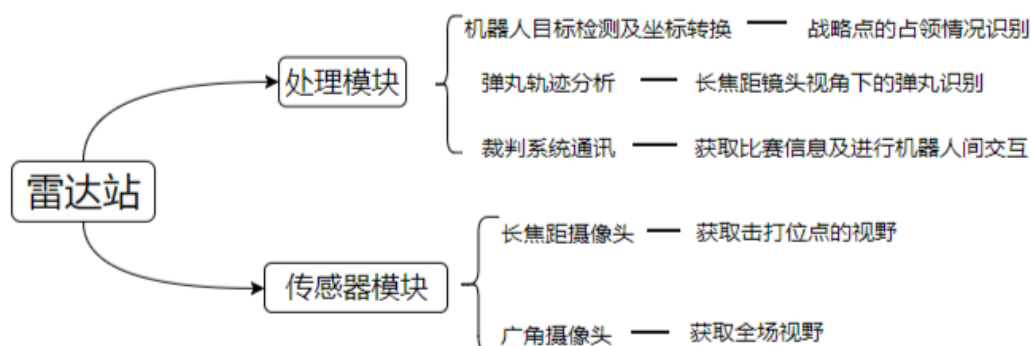 机器人目标检测及坐标转换 战略点的占领情况识别
处理模块
弹丸轨迹分析 长焦距镜头视角下的弹丸识别
裁判系统通讯 获取比赛信息及进行机器人间交互
雷达站
长焦距摄像头 获取击打位点的视野
传感器模块
广角摄像头 获取全场视野